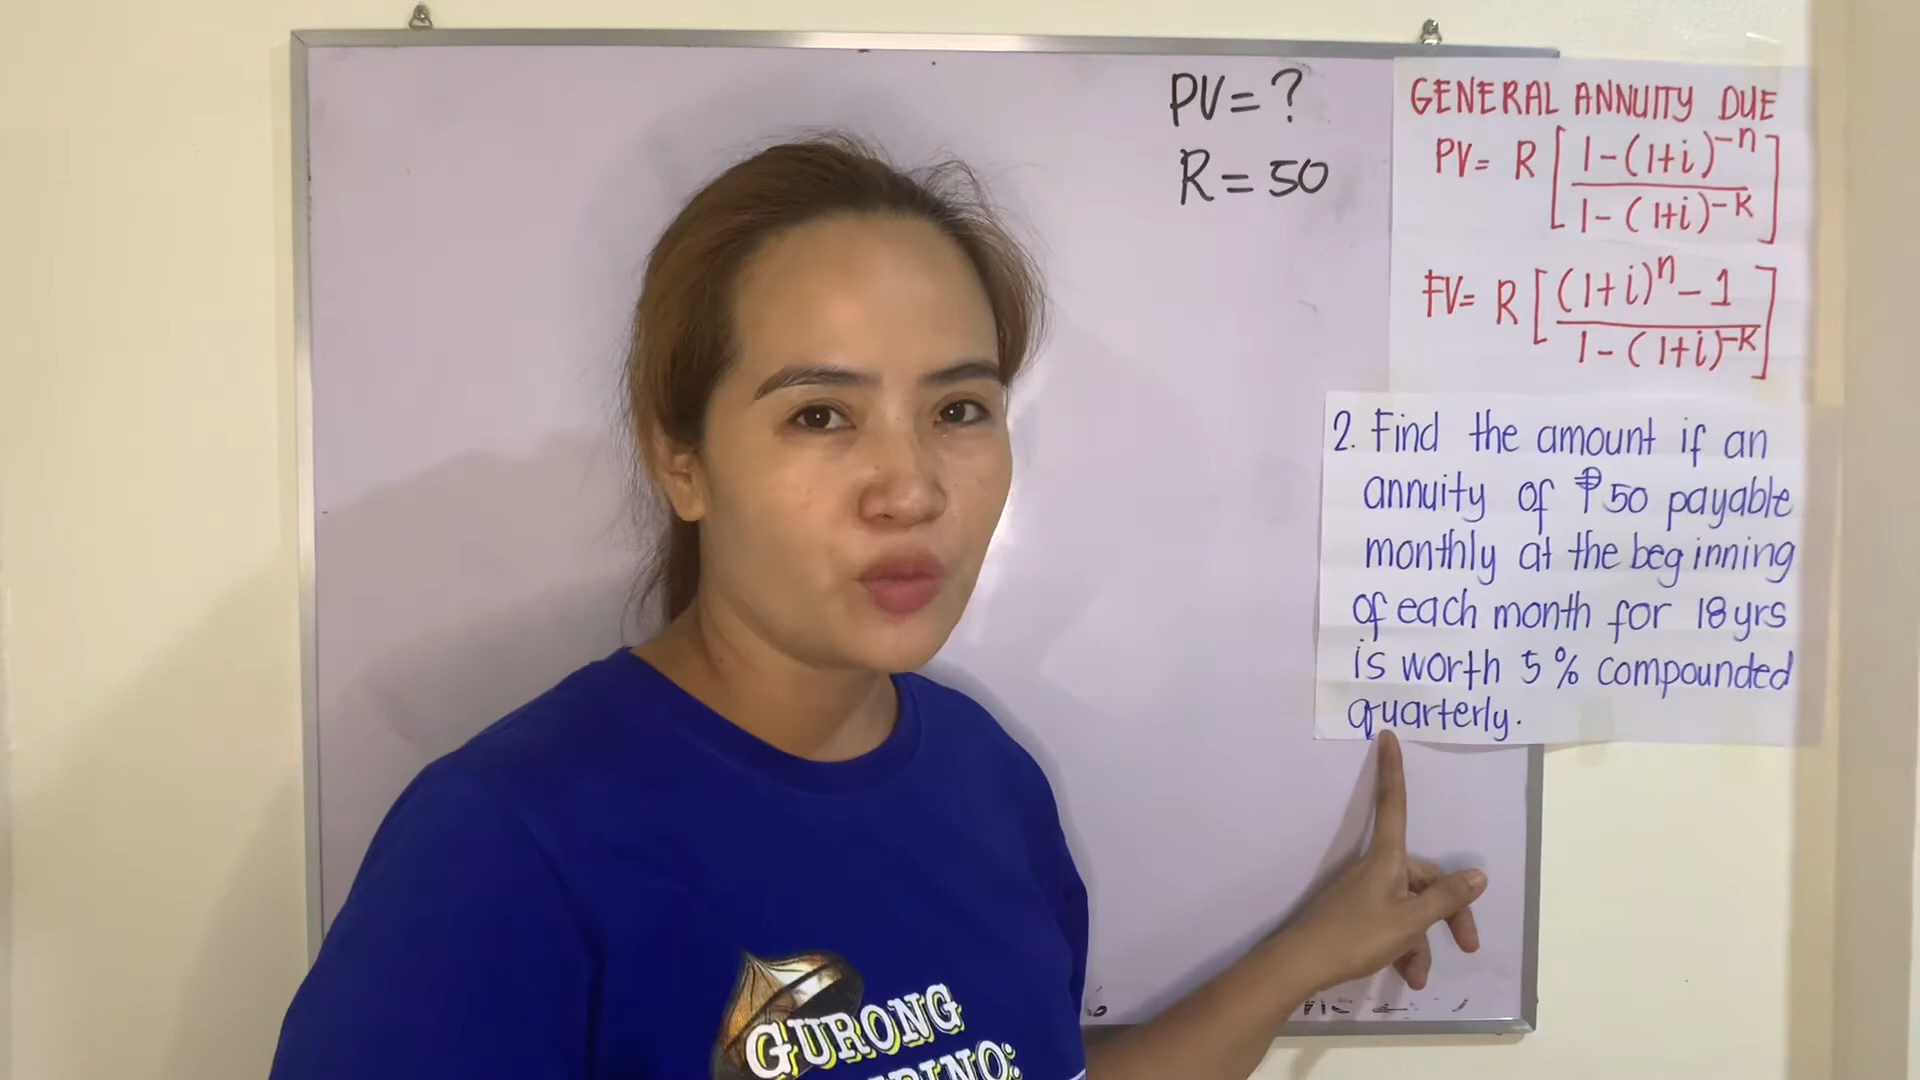 PV = ?
R = 50
GENERAL ANNUITY DUE
PV = R [ 1-(1+i)^-n / 1-(1+i)^-k ]
FV = R [ (1+i)^n - 1 / 1-(1+i)^-k ]
2. Find the amount if an
annuity of ₱50 payable
monthly at the beginning
of each month for 18 yrs
is worth 5% compounded
quarterly.
GURONG